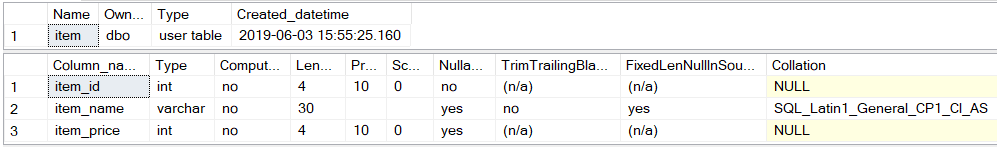 Name Own... Type Created_datetime
1 item dbo user table 2019-06-03 15:55:25.160
Column_na... Type Comput... Len... Pr... Sc... Nulla... TrimTrailingBla... FixedLenNullInSou... Collation
1 item_id int no 4 10 0 no (n/a) (n/a) NULL
2 item_name varchar no 30 yes no yes SQL_Latin1_General_CP1_CI_AS
3 item_price int no 4 10 0 yes (n/a) (n/a) NULL